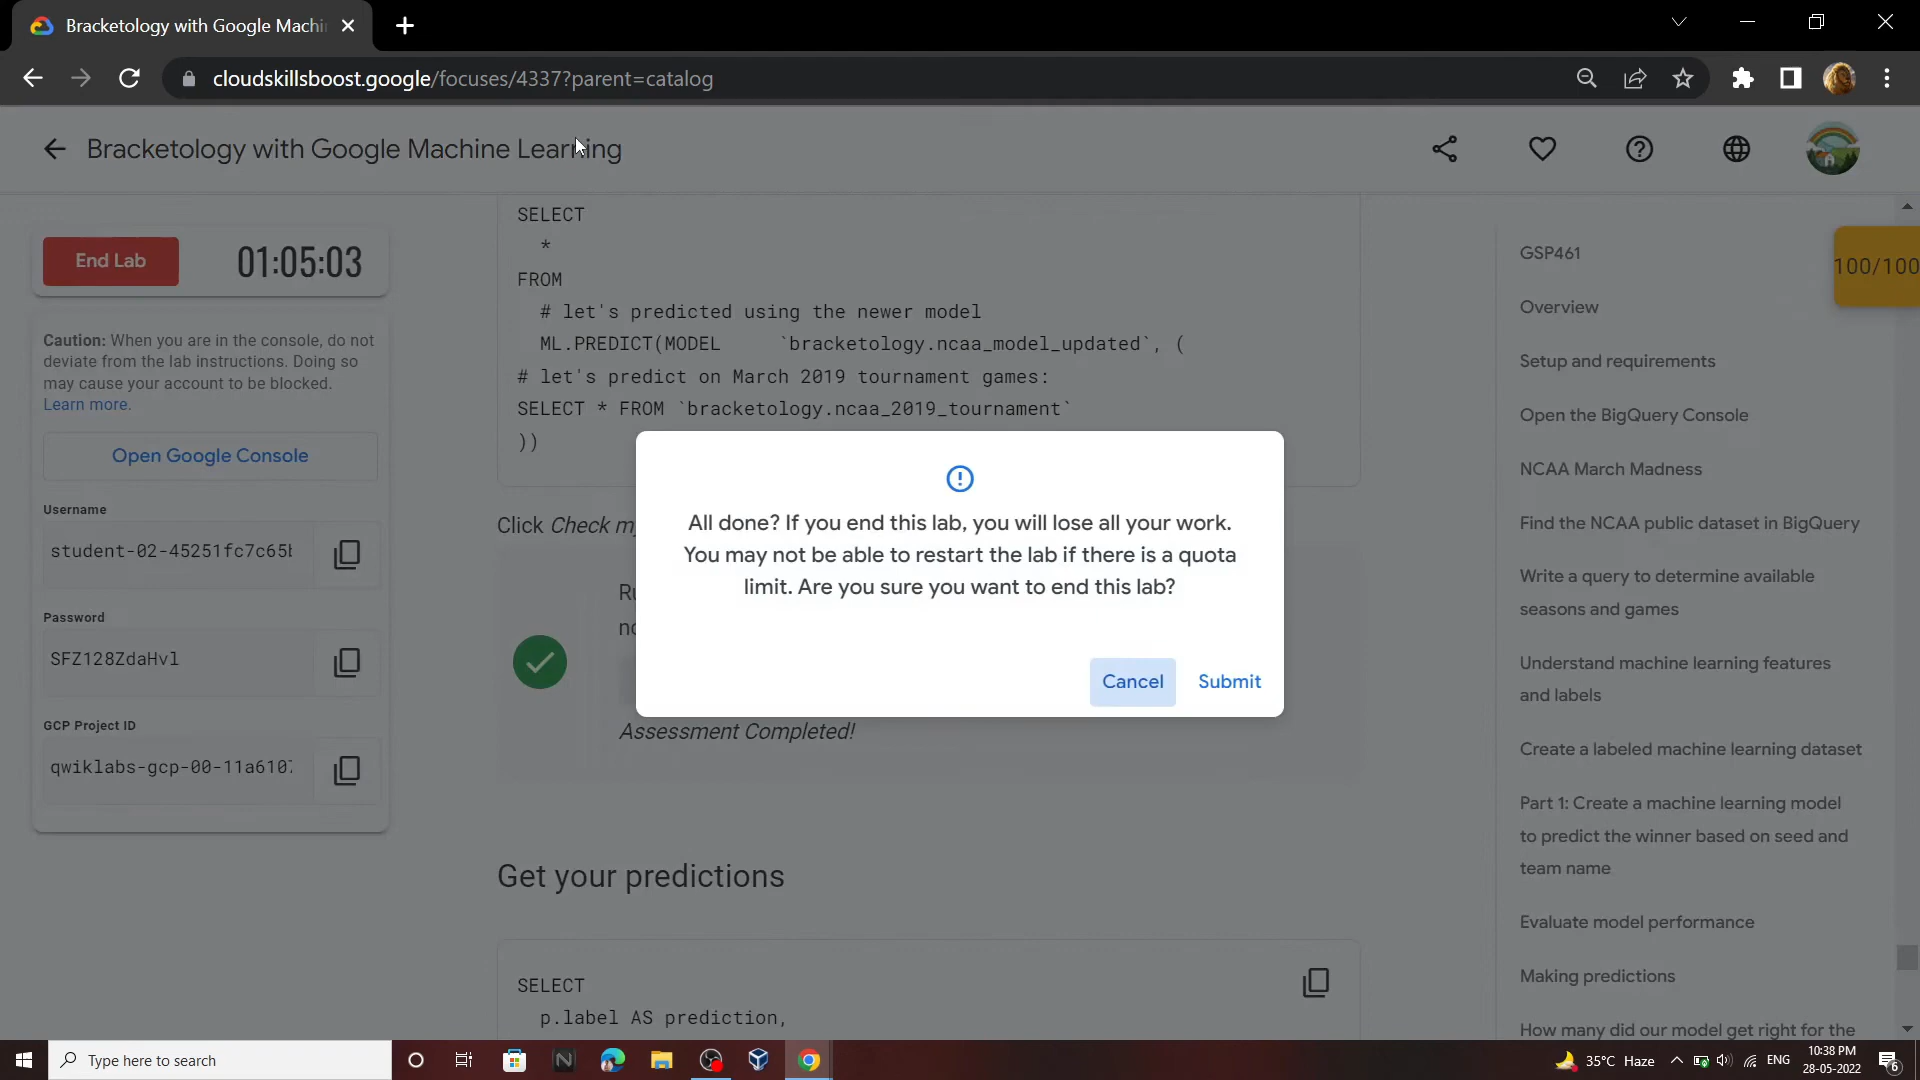 Bracketology with Google Machi
cloudskillsboost.google/focuses/4337?parent=catalog
Bracketology with Google Machine Learning
End Lab
01:05:03
Caution: When you are in the console, do not
deviate from the lab instructions. Doing so
may cause your account to be blocked.
Learn more.
Open Google Console
Username
student-02-45251fc7c65b
Password
SFZ128ZdaHvl
GCP Project ID
qwiklabs-gcp-00-11a6107
SELECT
*
FROM
# let's predicted using the newer model
ML.PREDICT(MODEL `bracketology.ncaa_model_updated`, (
# let's predict on March 2019 tournament games:
SELECT * FROM `bracketology.ncaa_2019_tournament`
))
Click Check my
All done? If you end this lab, you will lose all your work.
You may not be able to restart the lab if there is a quota
limit. Are you sure you want to end this lab?
Cancel
Submit
Assessment Completed!
Get your predictions
SELECT
p.label AS prediction,
GSP461
100/100
Overview
Setup and requirements
Open the BigQuery Console
NCAA March Madness
Find the NCAA public dataset in BigQuery
Write a query to determine available
seasons and games
Understand machine learning features
and labels
Create a labeled machine learning dataset
Part 1: Create a machine learning model
to predict the winner based on seed and
team name
Evaluate model performance
Making predictions
How many did our model get right for the
Type here to search
35°C Haze
ENG
10:38 PM
28-05-2022
6